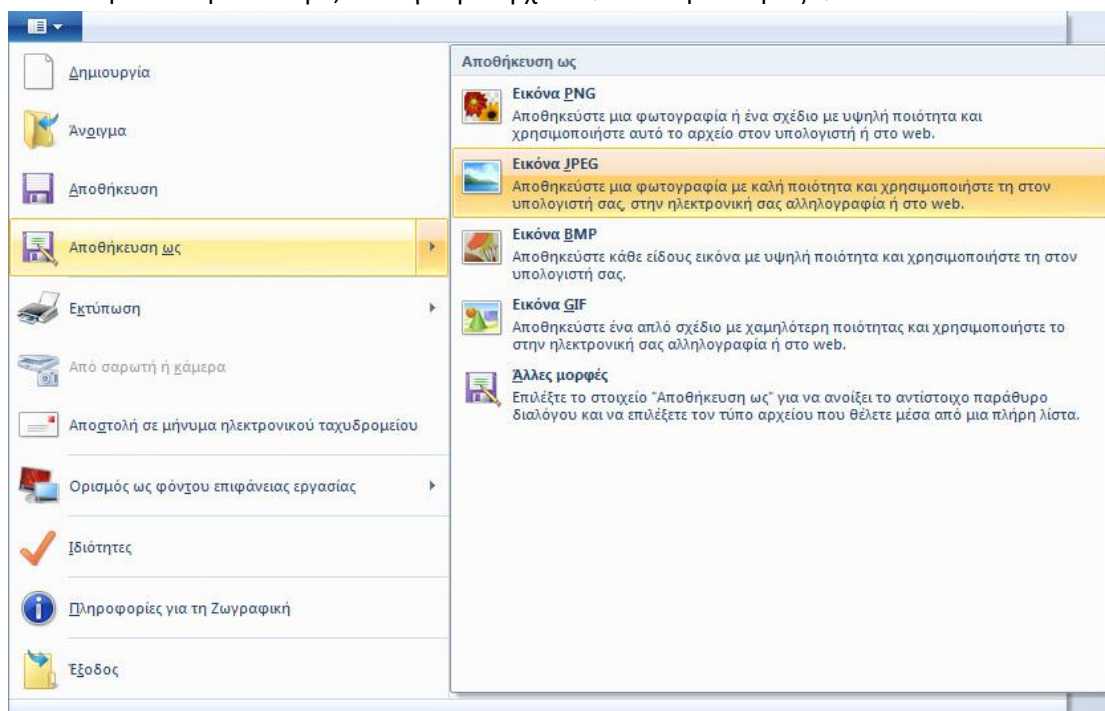 Δημιουργία
Άνοιγμα
Αποθήκευση
Αποθήκευση ως
Εκτύπωση
Από σαρωτή ή κάμερα
Αποστολή σε μήνυμα ηλεκτρονικού ταχυδρομείου
Ορισμός ως φόντου επιφάνειας εργασίας
Ιδιότητες
Πληροφορίες για τη Ζωγραφική
Έξοδος
Αποθήκευση ως
Εικόνα PNG
Αποθηκεύστε μια φωτογραφία ή ένα σχέδιο με υψηλή ποιότητα και
χρησιμοποιήστε αυτό το αρχείο στον υπολογιστή ή στο web.
Εικόνα JPEG
Αποθηκεύστε μια φωτογραφία με καλή ποιότητα και χρησιμοποιήστε τη στον
υπολογιστή σας, στην ηλεκτρονική σας αλληλογραφία ή στο web.
Εικόνα BMP
Αποθηκεύστε κάθε είδους εικόνα με υψηλή ποιότητα και χρησιμοποιήστε τη στον
υπολογιστή σας.
Εικόνα GIF
Αποθηκεύστε ένα απλό σχέδιο με χαμηλότερη ποιότητας και χρησιμοποιήστε το
στην ηλεκτρονική σας αλληλογραφία ή στο web.
Άλλες μορφές
Επιλέξτε το στοιχείο "Αποθήκευση ως" για να ανοίξει το αντίστοιχο παράθυρο
διαλόγου και να επιλέξετε τον τύπο αρχείου που θέλετε μέσα από μια πλήρη λίστα.